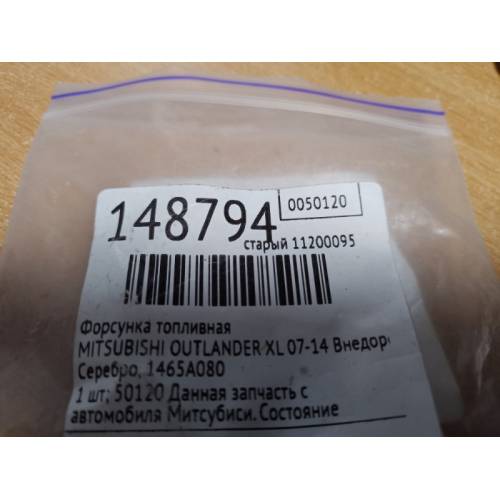 148794
0050120
старый 11200095
Форсунка топливная
MITSUBISHI OUTLANDER XL 07-14
Серебро, 1465A080
1 шт; 50120 Данная запчасть с
автомобиля Митсубиси. Состояние